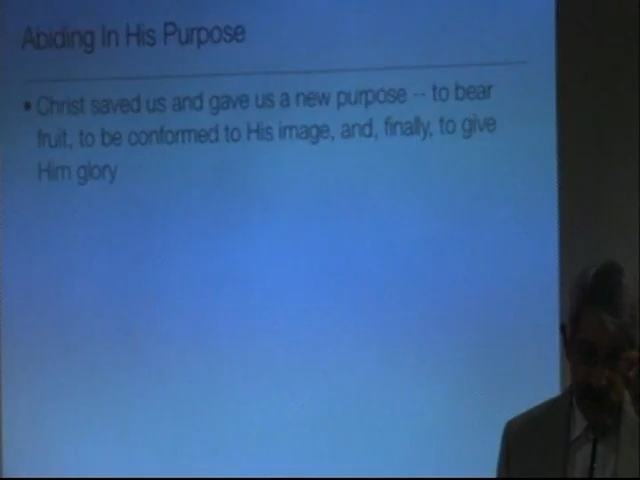 Abiding In His Purpose
• Christ saved us and gave us a new purpose -- to bear
fruit, to be conformed to His image, and, finally, to give
Him glory